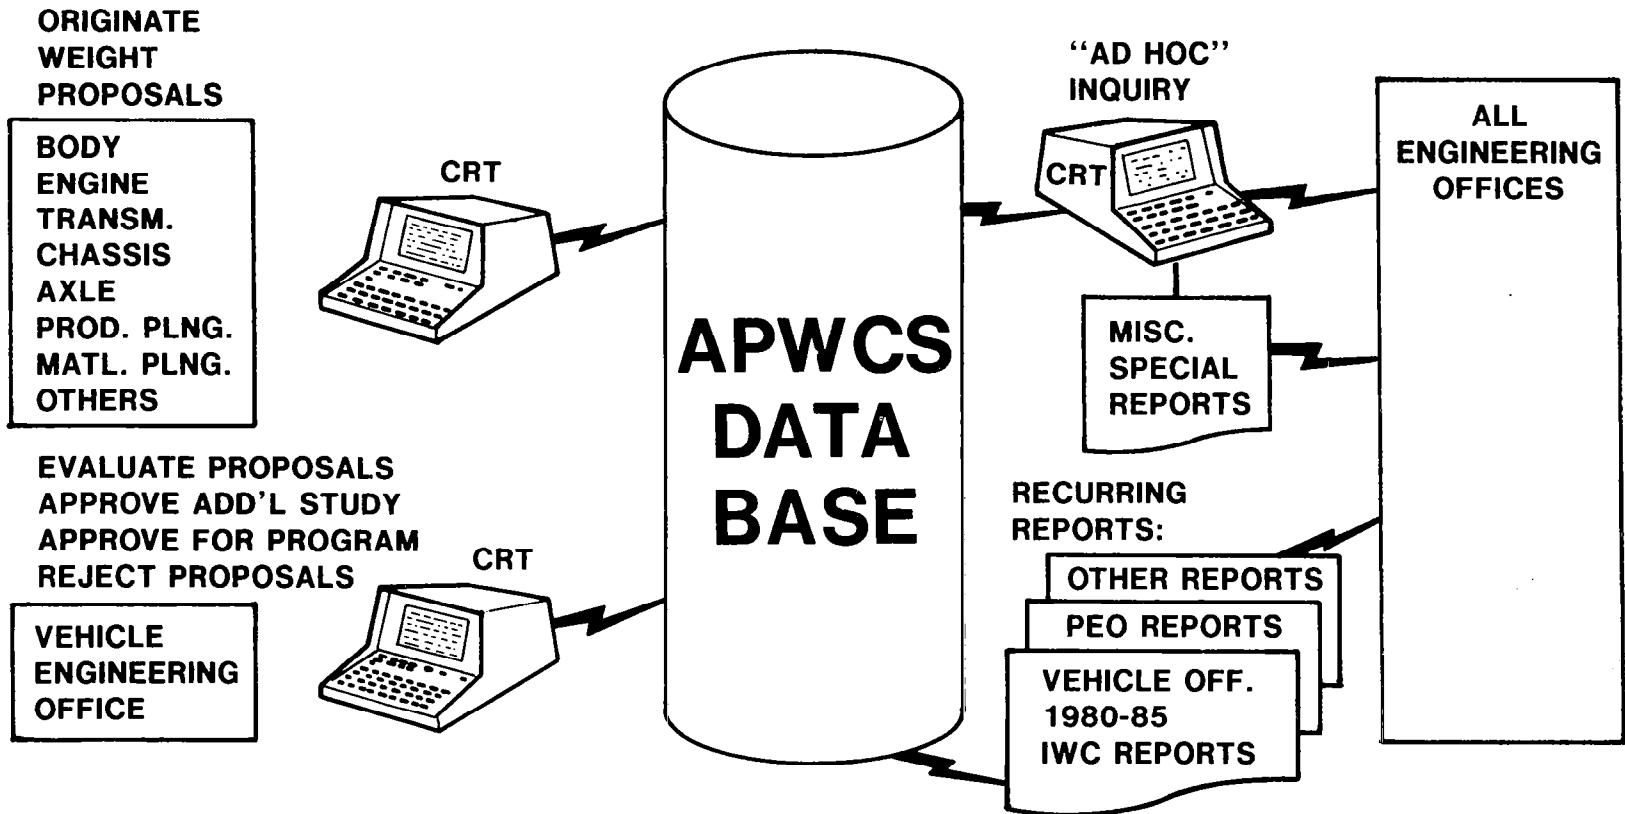 ORIGINATE
WEIGHT
PROPOSALS
BODY
ENGINE
TRANSM.
CHASSIS
AXLE
PROD. PLNG.
MATL. PLNG.
OTHERS
CRT
EVALUATE PROPOSALS
APPROVE ADD'L STUDY
APPROVE FOR PROGRAM
REJECT PROPOSALS
VEHICLE
ENGINEERING
OFFICE
CRT
APWCS
DATA
BASE
“AD HOC”
INQUIRY
CRT
MISC.
SPECIAL
REPORTS
RECURRING
REPORTS:
OTHER REPORTS
PEO REPORTS
VEHICLE OFF.
1980-85
IWC REPORTS
ALL
ENGINEERING
OFFICES